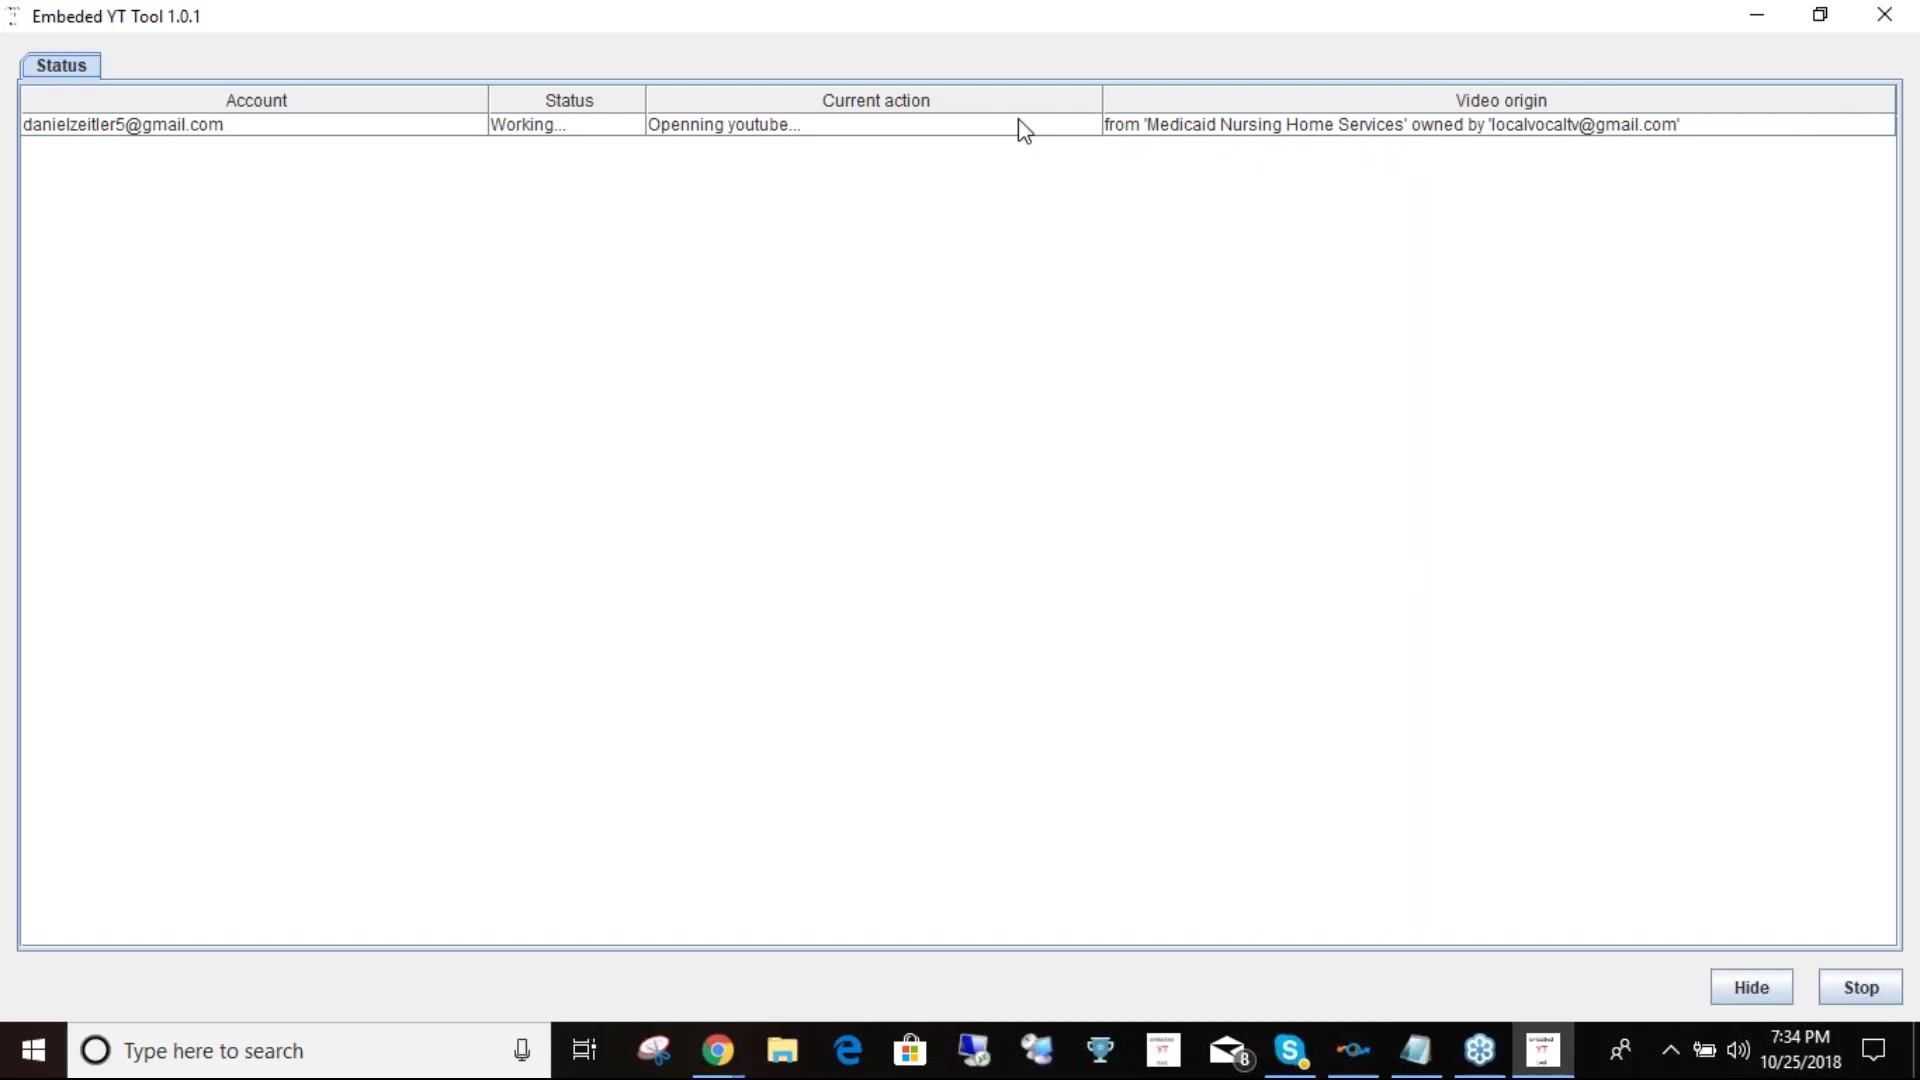 Embeded YT Tool 1.0.1
Status
Account Status Current action Video origin
danielzeitler5@gmail.com Working... Openning youtube... from 'Medicaid Nursing Home Services' owned by 'localvocaltv@gmail.com'
Hide Stop
Type here to search
8
7:34 PM
10/25/2018